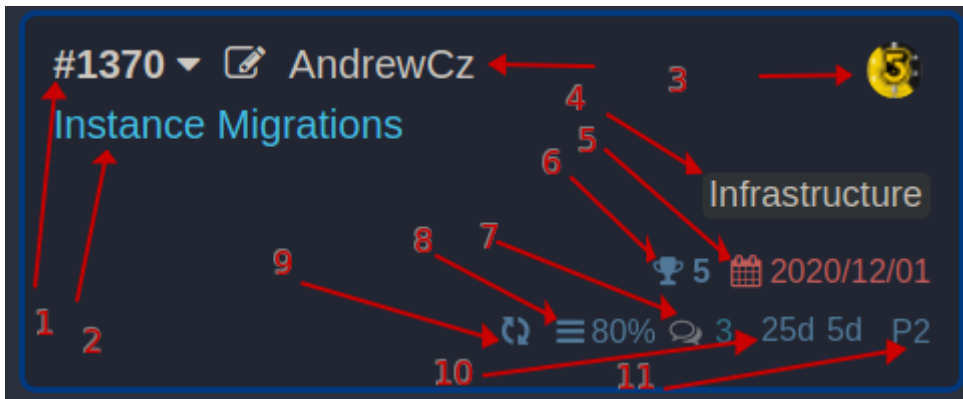 #1370 AndrewCz 3 5
Instance Migrations 4
5
6
Infrastructure
9 8 7
5 2020/12/01
1 2
80% 3 25d 5d P2
10 11